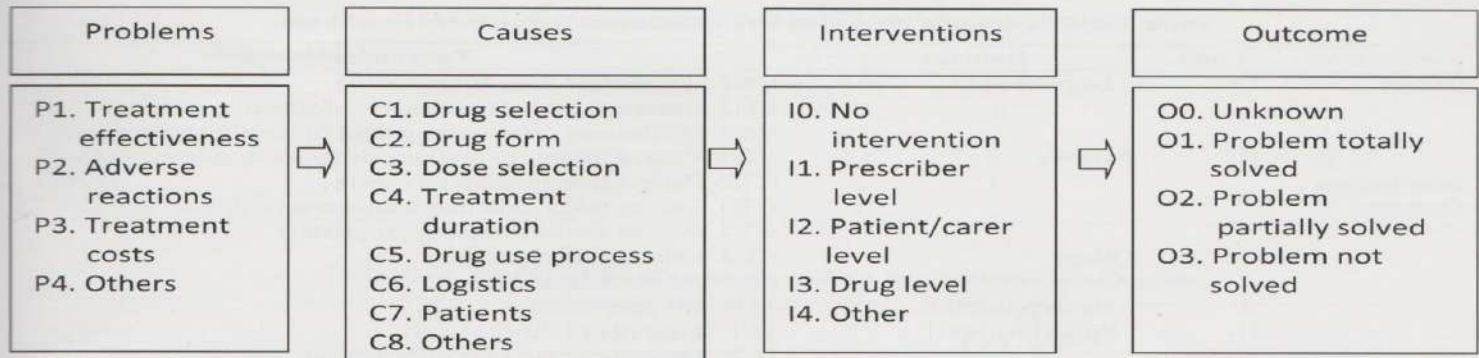 Problems
P1. Treatment
effectiveness
P2. Adverse
reactions
P3. Treatment
costs
P4. Others
Causes
C1. Drug selection
C2. Drug form
C3. Dose selection
C4. Treatment
duration
C5. Drug use process
C6. Logistics
C7. Patients
C8. Others
Interventions
I0. No
intervention
I1. Prescriber
level
I2. Patient/carer
level
I3. Drug level
I4. Other
Outcome
O0. Unknown
O1. Problem totally
solved
O2. Problem
partially solved
O3. Problem not
solved